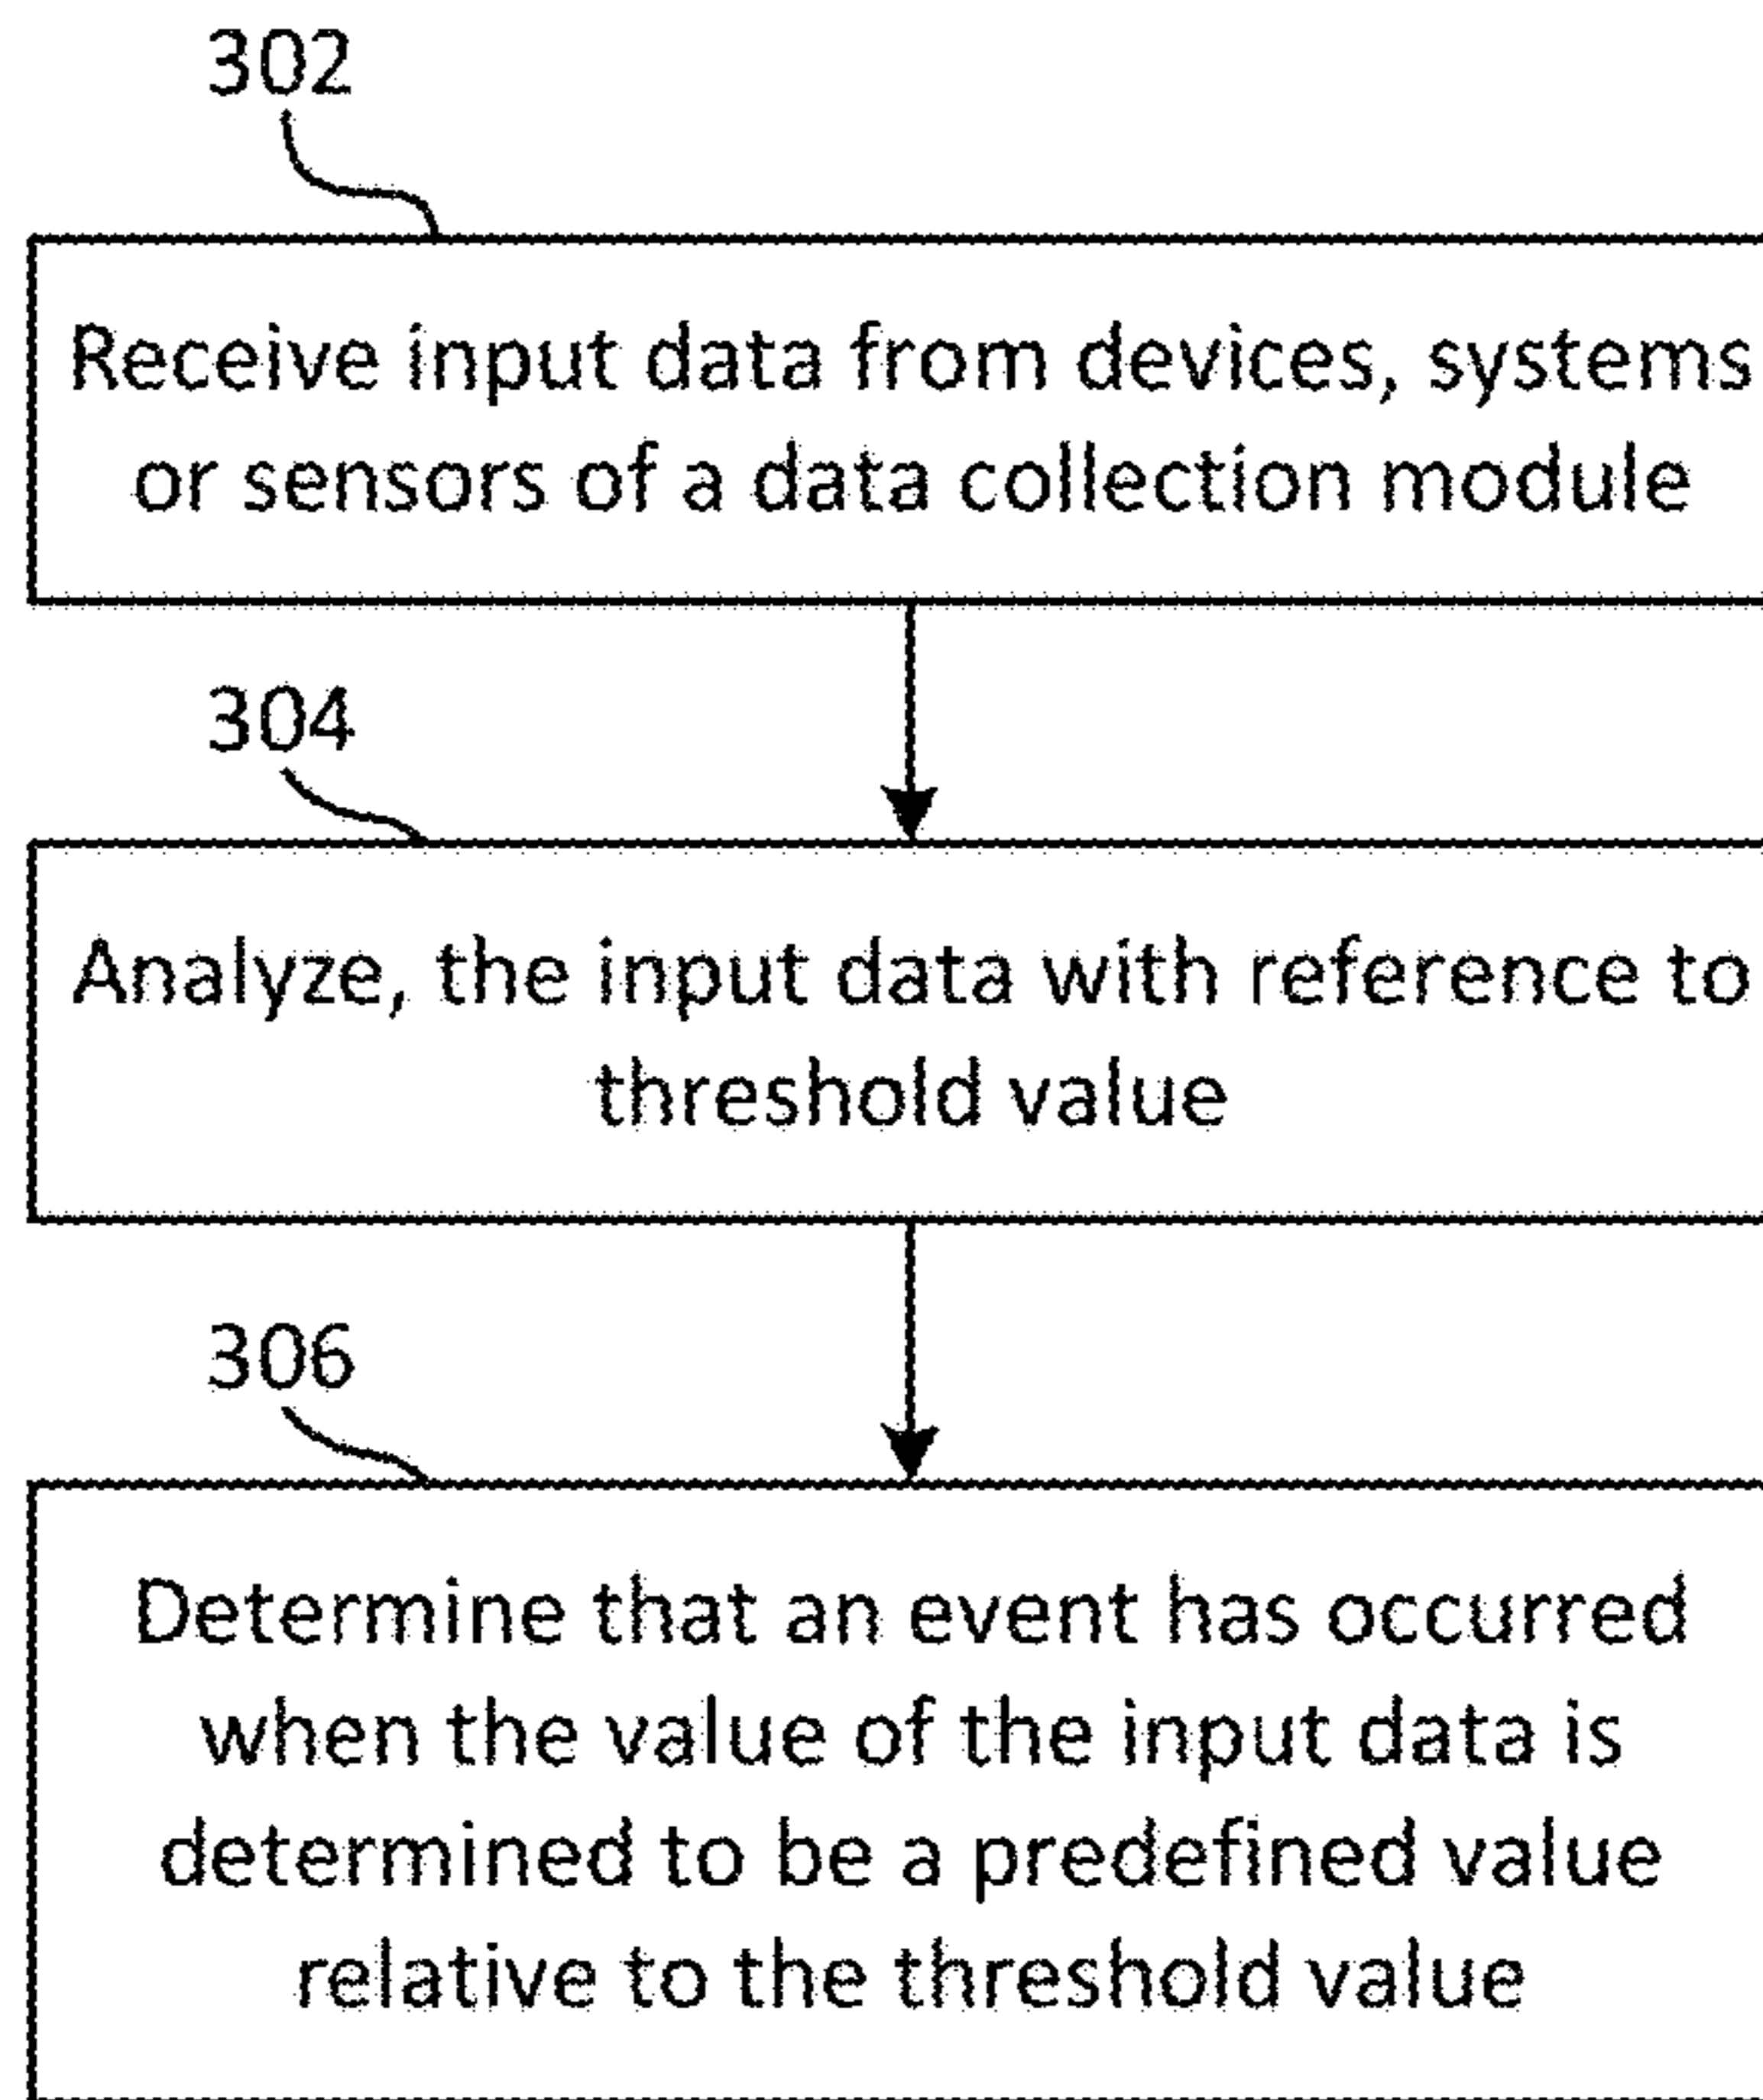 302
Receive input data from devices, systems
or sensors of a data collection module
304
Analyze, the input data with reference to
threshold value
306
Determine that an event has occurred
when the value of the input data is
determined to be a predefined value
relative to the threshold value